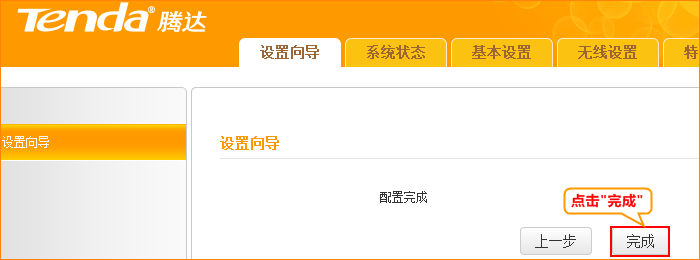 Tenda® 腾达
设置向导 系统状态 基本设置 无线设置 特
设置向导
设置向导
配置完成
点击"完成"
上一步 完成